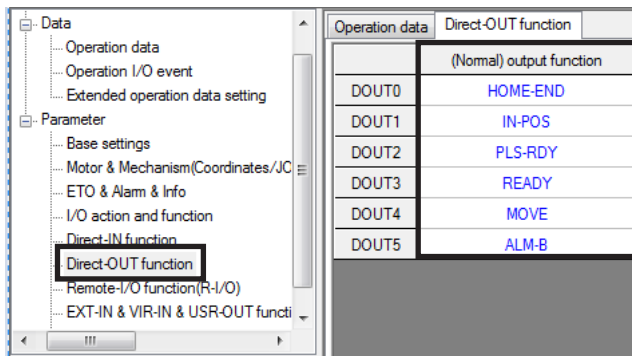 Data
Operation data
Operation I/O event
Extended operation data setting
Parameter
Base settings
Motor & Mechanism(Coordinates/JO
ETO & Alarm & Info
I/O action and function
Direct-IN function
Direct-OUT function
Remote-I/O function(R-I/O)
EXT-IN & VIR-IN & USR-OUT functi
Operation data Direct-OUT function
(Normal) output function
DOUT0 HOME-END
DOUT1 IN-POS
DOUT2 PLS-RDY
DOUT3 READY
DOUT4 MOVE
DOUT5 ALM-B